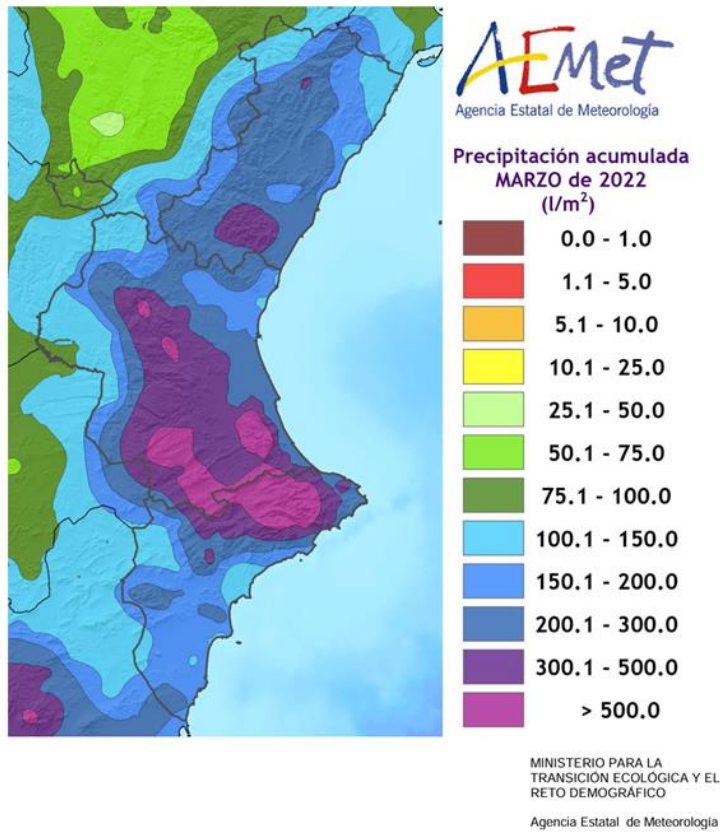 AEMet
Agencia Estatal de Meteorología
Precipitación acumulada
MARZO de 2022
(l/m²)
0.0 - 1.0
1.1 - 5.0
5.1 - 10.0
10.1 - 25.0
25.1 - 50.0
50.1 - 75.0
75.1 - 100.0
100.1 - 150.0
150.1 - 200.0
200.1 - 300.0
300.1 - 500.0
> 500.0
MINISTERIO PARA LA
TRANSICIÓN ECOLÓGICA Y EL
RETO DEMOGRÁFICO
Agencia Estatal de Meteorología